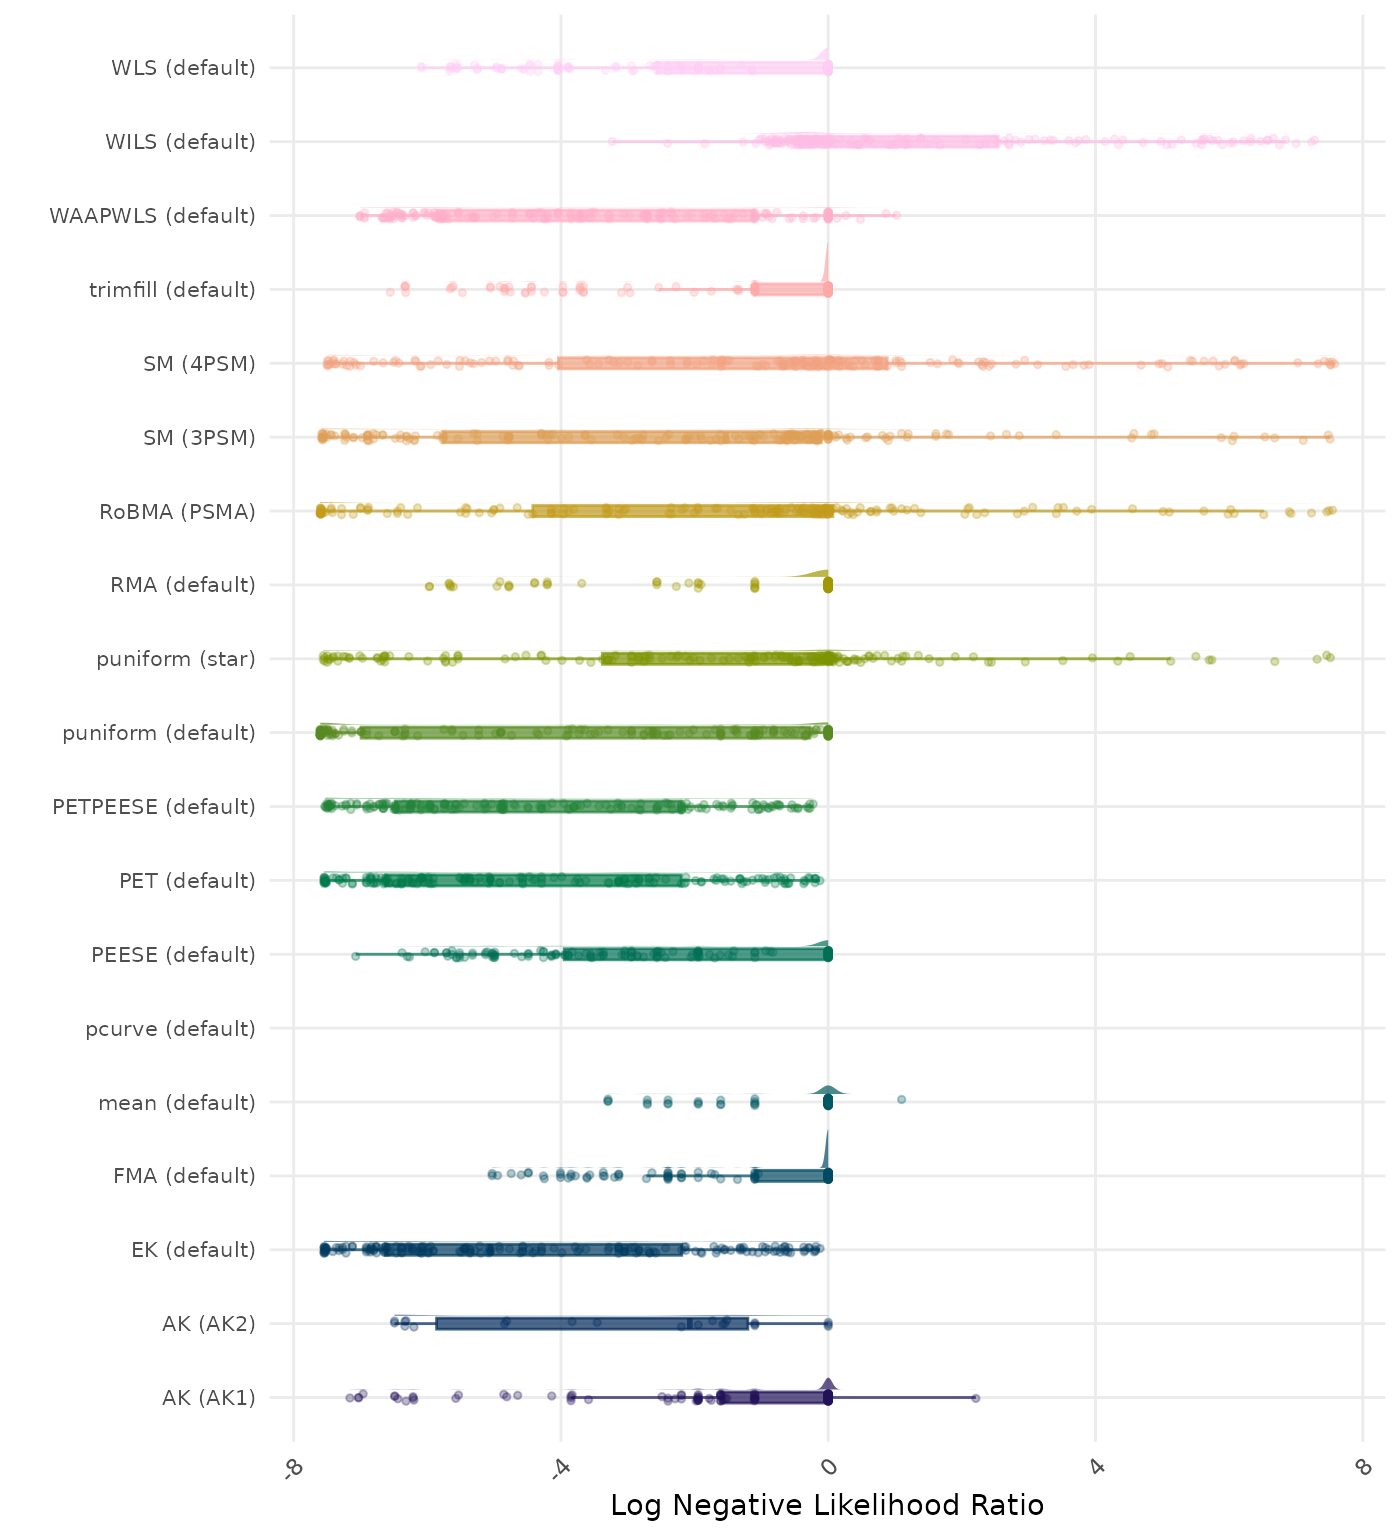 WLS (default)
WILS (default)
WAAPWLS (default)
trimfill (default)
SM (4PSM)
SM (3PSM)
RoBMA (PSMA)
RMA (default)
puniform (star)
puniform (default)
PETPEESE (default)
PET (default)
PEESE (default)
pcurve (default)
mean (default)
FMA (default)
EK (default)
AK (AK2)
AK (AK1)
-8 -4 0 4 8
Log Negative Likelihood Ratio